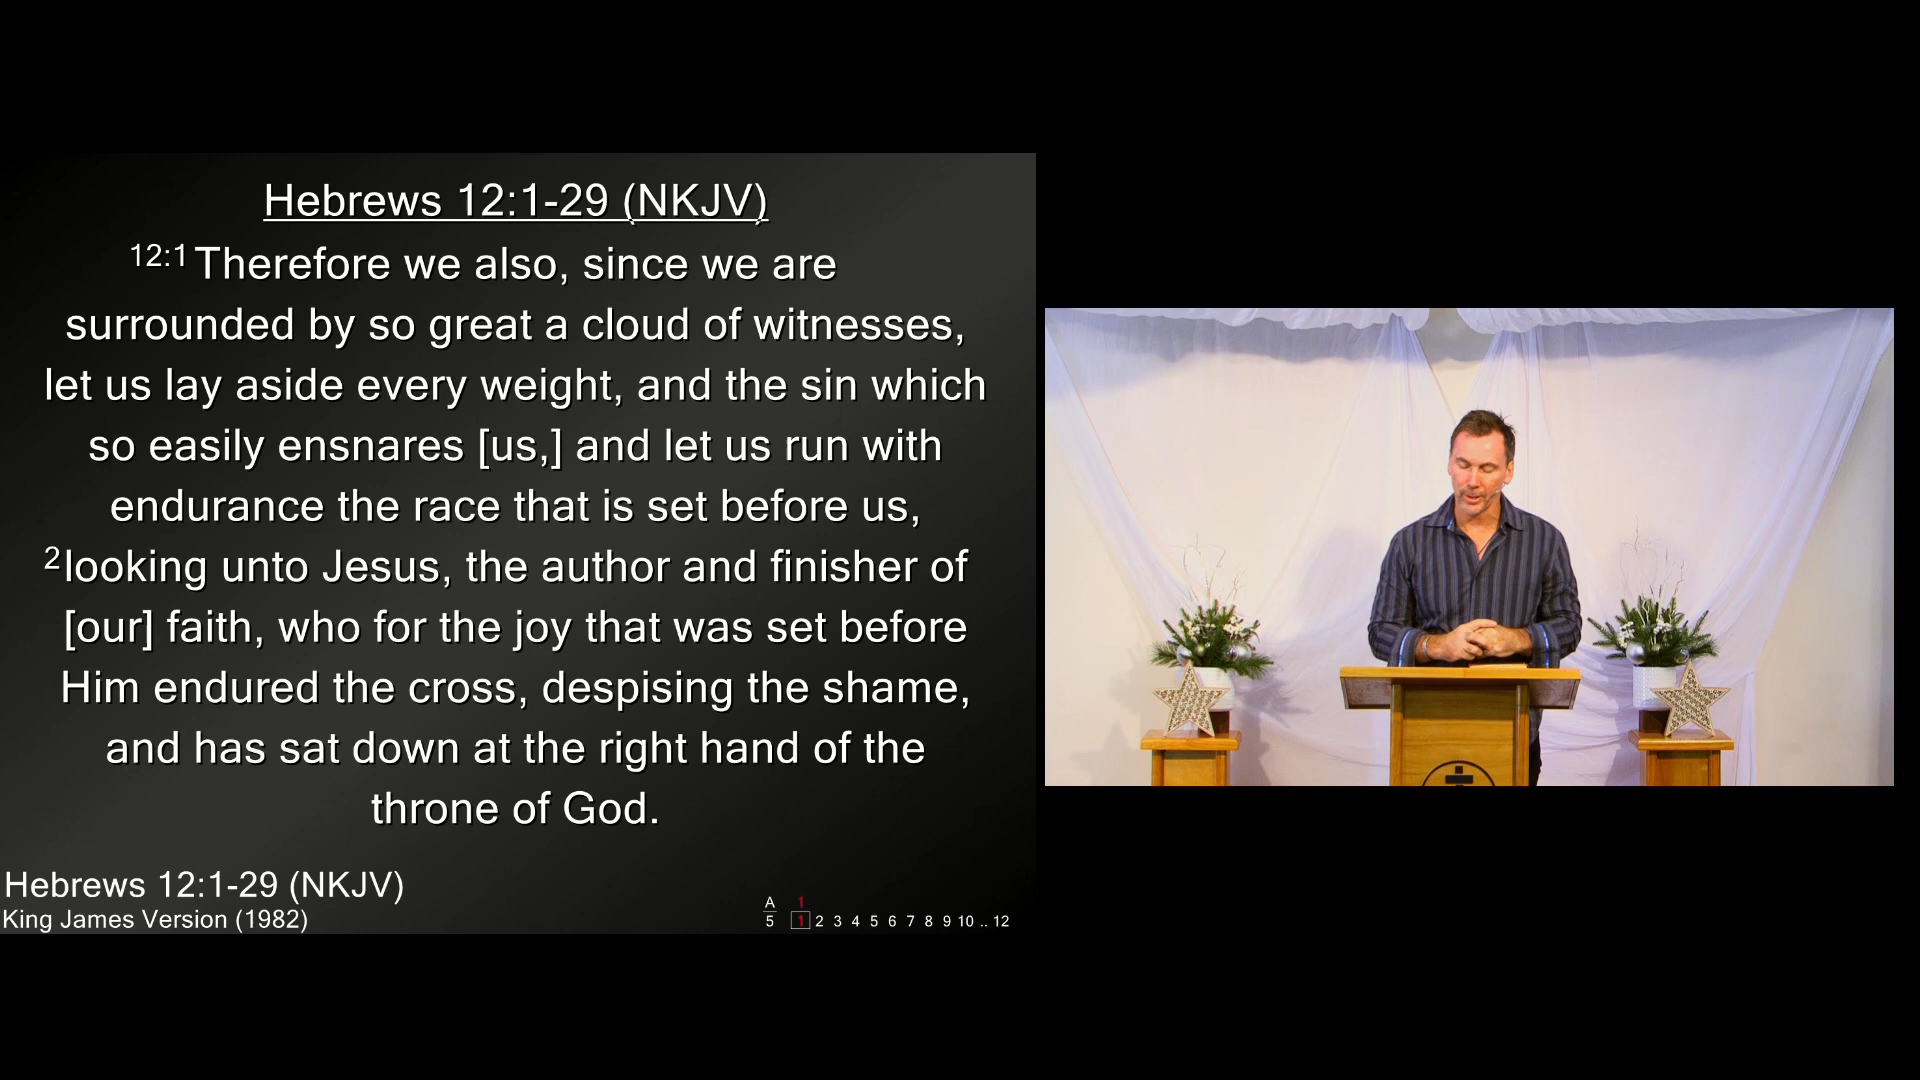 Hebrews 12:1-29 (NKJV)
12:1 Therefore we also, since we are
surrounded by so great a cloud of witnesses,
let us lay aside every weight, and the sin which
so easily ensnares [us,] and let us run with
endurance the race that is set before us,
2 looking unto Jesus, the author and finisher of
[our] faith, who for the joy that was set before
Him endured the cross, despising the shame,
and has sat down at the right hand of the
throne of God.
Hebrews 12:1-29 (NKJV)
King James Version (1982)
A 1
5 1 2 3 4 5 6 7 8 9 10 .. 12